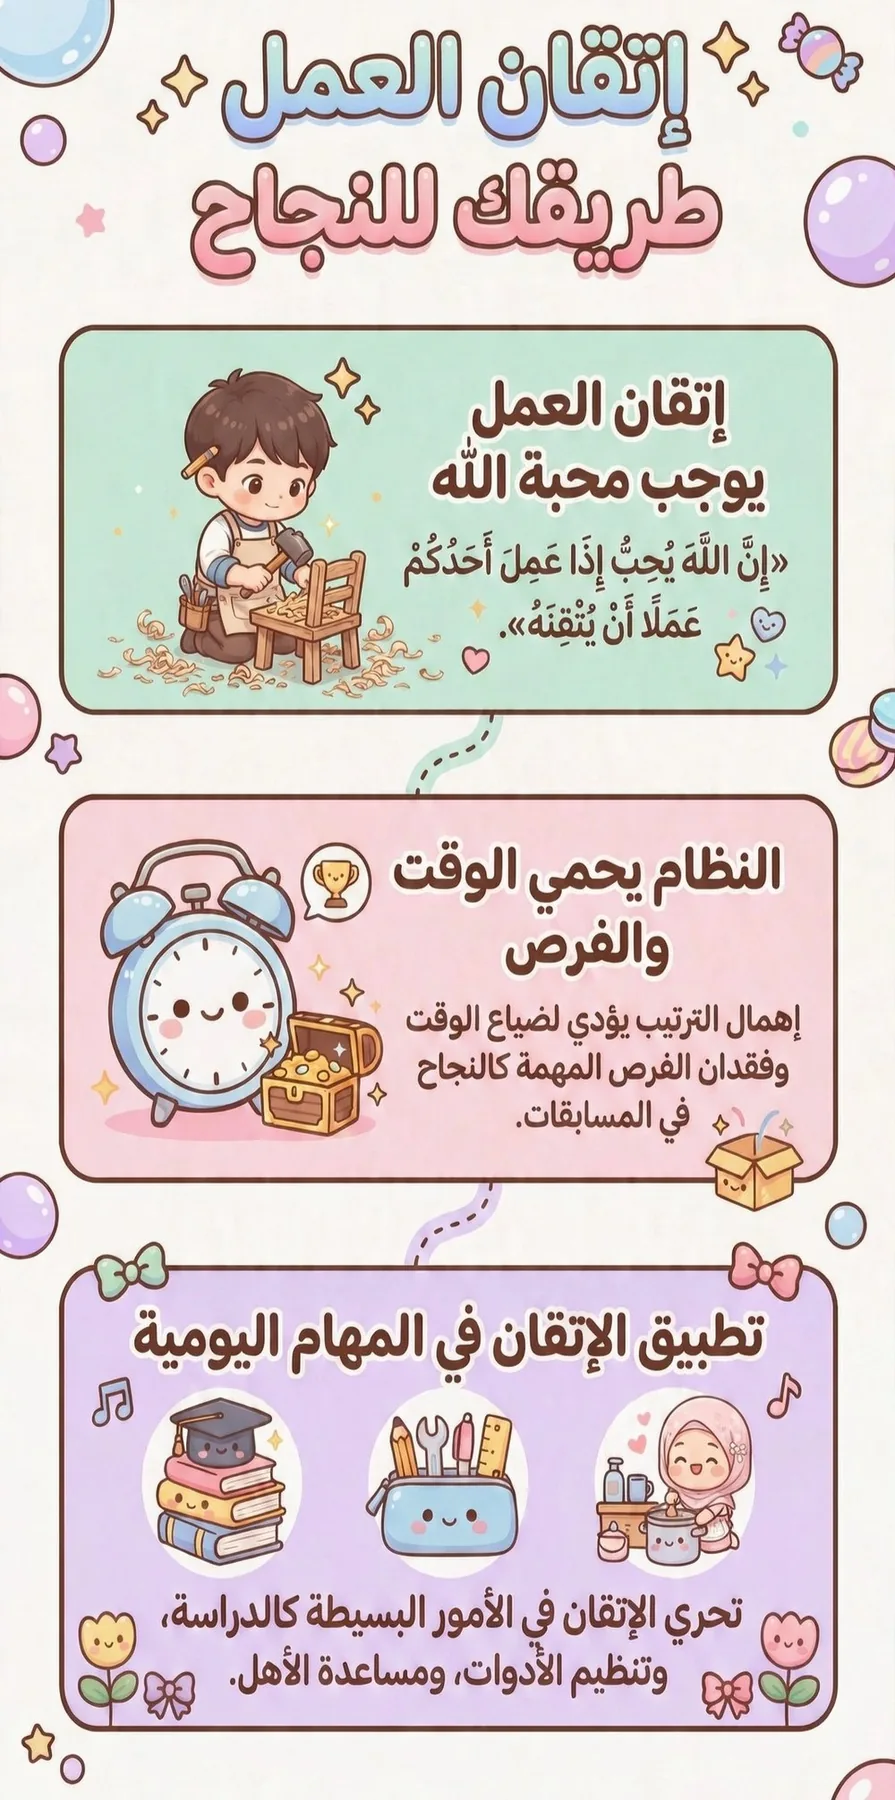 إتقان العمل
طريقك للنجاح
إتقان العمل
يوجب محبة الله
«إِنَّ اللَّهَ يُحِبُّ إِذَا عَمِلَ أَحَدُكُمْ
عَمَلًا أَنْ يُتْقِنَهُ».
النظام يحمي الوقت
والفرص
إهمال الترتيب يؤدي لضياع الوقت
وفقدان الفرص المهمة كالنجاح
في المسابقات.
تطبيق الإتقان في المهام اليومية
تحري الإتقان في الأمور البسيطة كالدراسة،
وتنظيم الأدوات، ومساعدة الأهل.